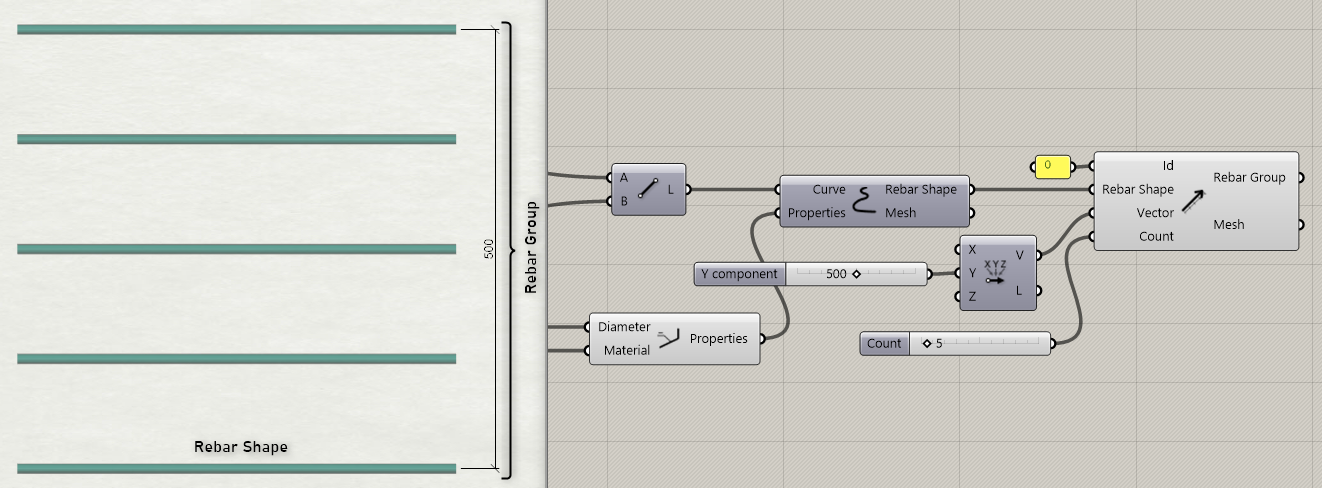 500
Rebar Group
Rebar Shape
A
B
L
Curve
Properties
Rebar Shape
Mesh
0
Id
Rebar Shape
Vector
Count
Rebar Group
Mesh
Y component
500
X
Y
Z
XYZ
V
L
Diameter
Material
Properties
Count
5